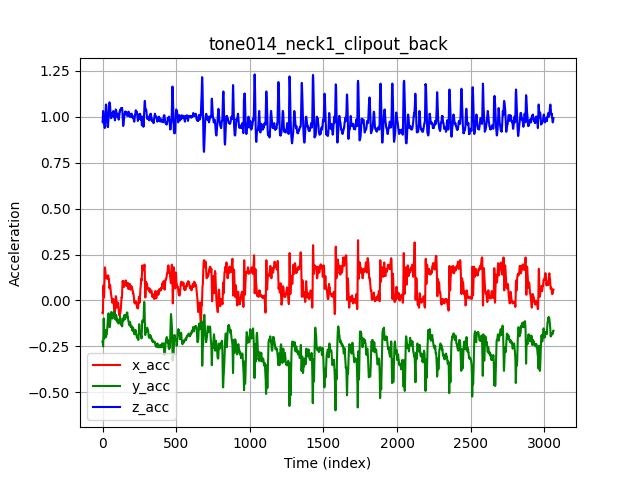 tone014_neck1_clipout_back
1.25
1.00
0.75
0.50
0.25
0.00
−0.25
−0.50
Acceleration
x_acc
y_acc
z_acc
0 500 1000 1500 2000 2500 3000
Time (index)